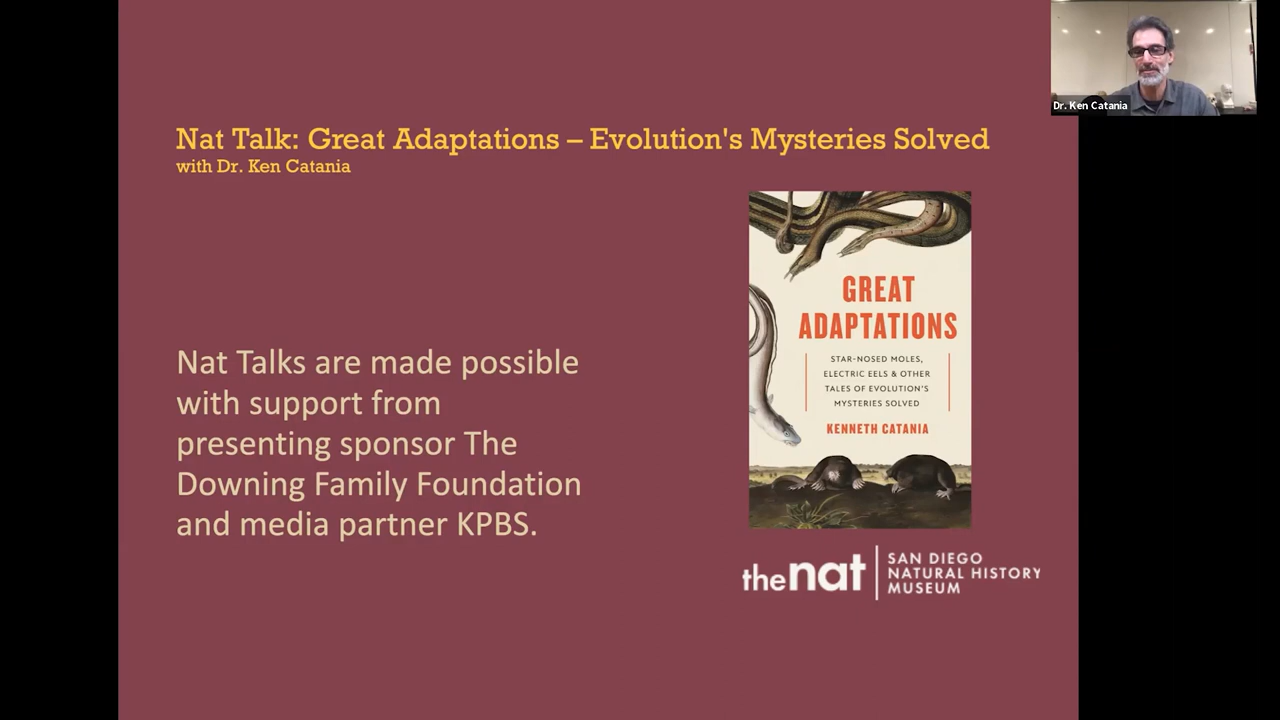 Dr. Ken Catania
Nat Talk: Great Adaptations – Evolution's Mysteries Solved
with Dr. Ken Catania
GREAT
ADAPTATIONS
STAR-NOSED MOLES,
ELECTRIC EELS & OTHER
TALES OF EVOLUTION'S
MYSTERIES SOLVED
KENNETH CATANIA
Nat Talks are made possible
with support from
presenting sponsor The
Downing Family Foundation
and media partner KPBS.
thenat
SAN DIEGO
NATURAL HISTORY
MUSEUM